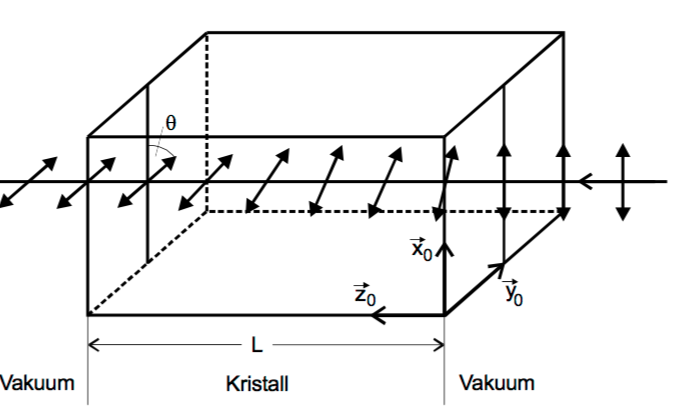 θ
x⃗₀
z⃗₀
y⃗₀
L
Vakuum
Kristall
Vakuum